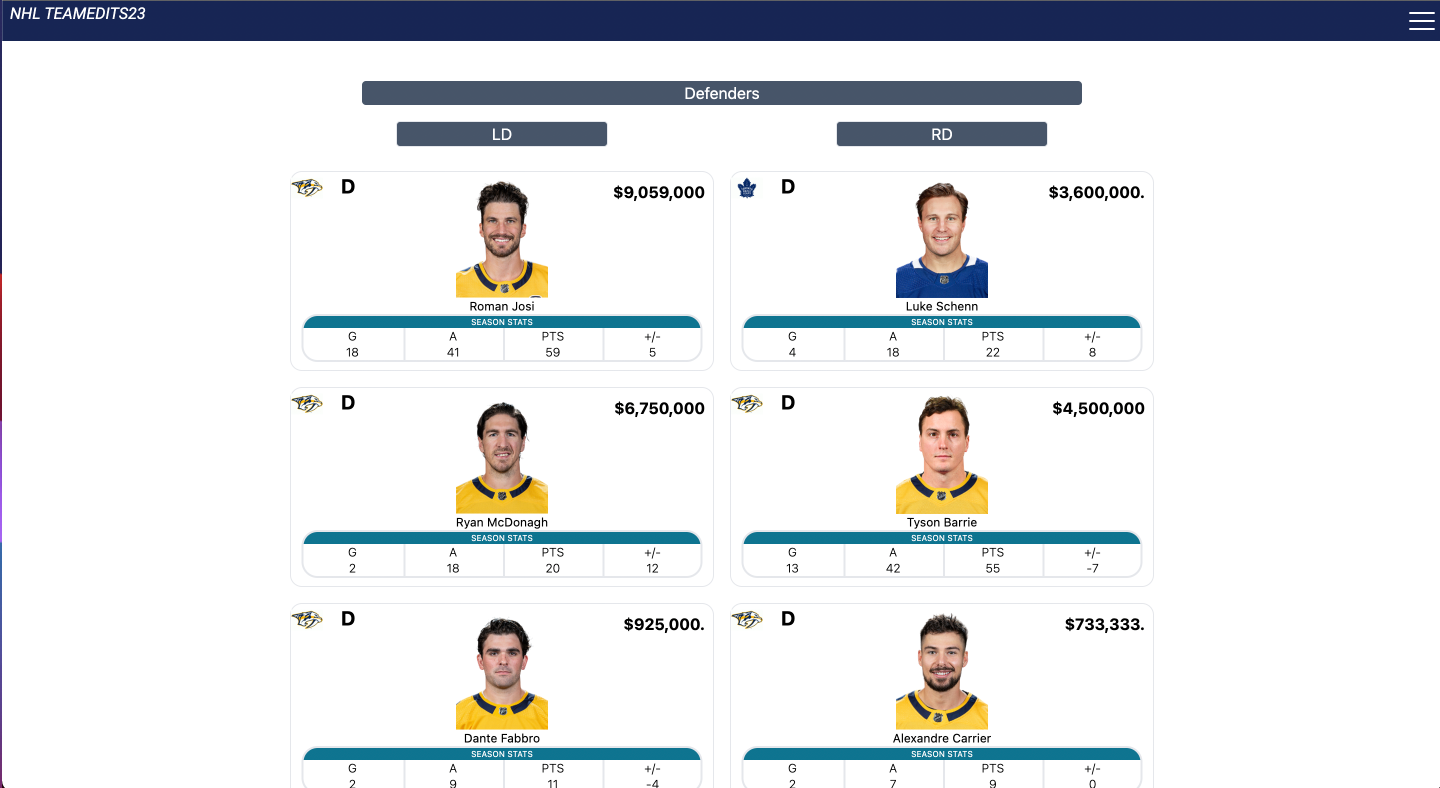 NHL TEAMEDITS23
Defenders
LD
RD
D
$9,059,000
Roman Josi
SEASON STATS
G A PTS +/-
18 41 59 5
D
$3,600,000.
Luke Schenn
SEASON STATS
G A PTS +/-
4 18 22 8
D
$6,750,000
Ryan McDonagh
SEASON STATS
G A PTS +/-
2 18 20 12
D
$4,500,000
Tyson Barrie
SEASON STATS
G A PTS +/-
13 42 55 -7
D
$925,000.
Dante Fabbro
SEASON STATS
G A PTS +/-
2 9 11 -4
D
$733,333.
Alexandre Carrier
SEASON STATS
G A PTS +/-
2 7 9 0